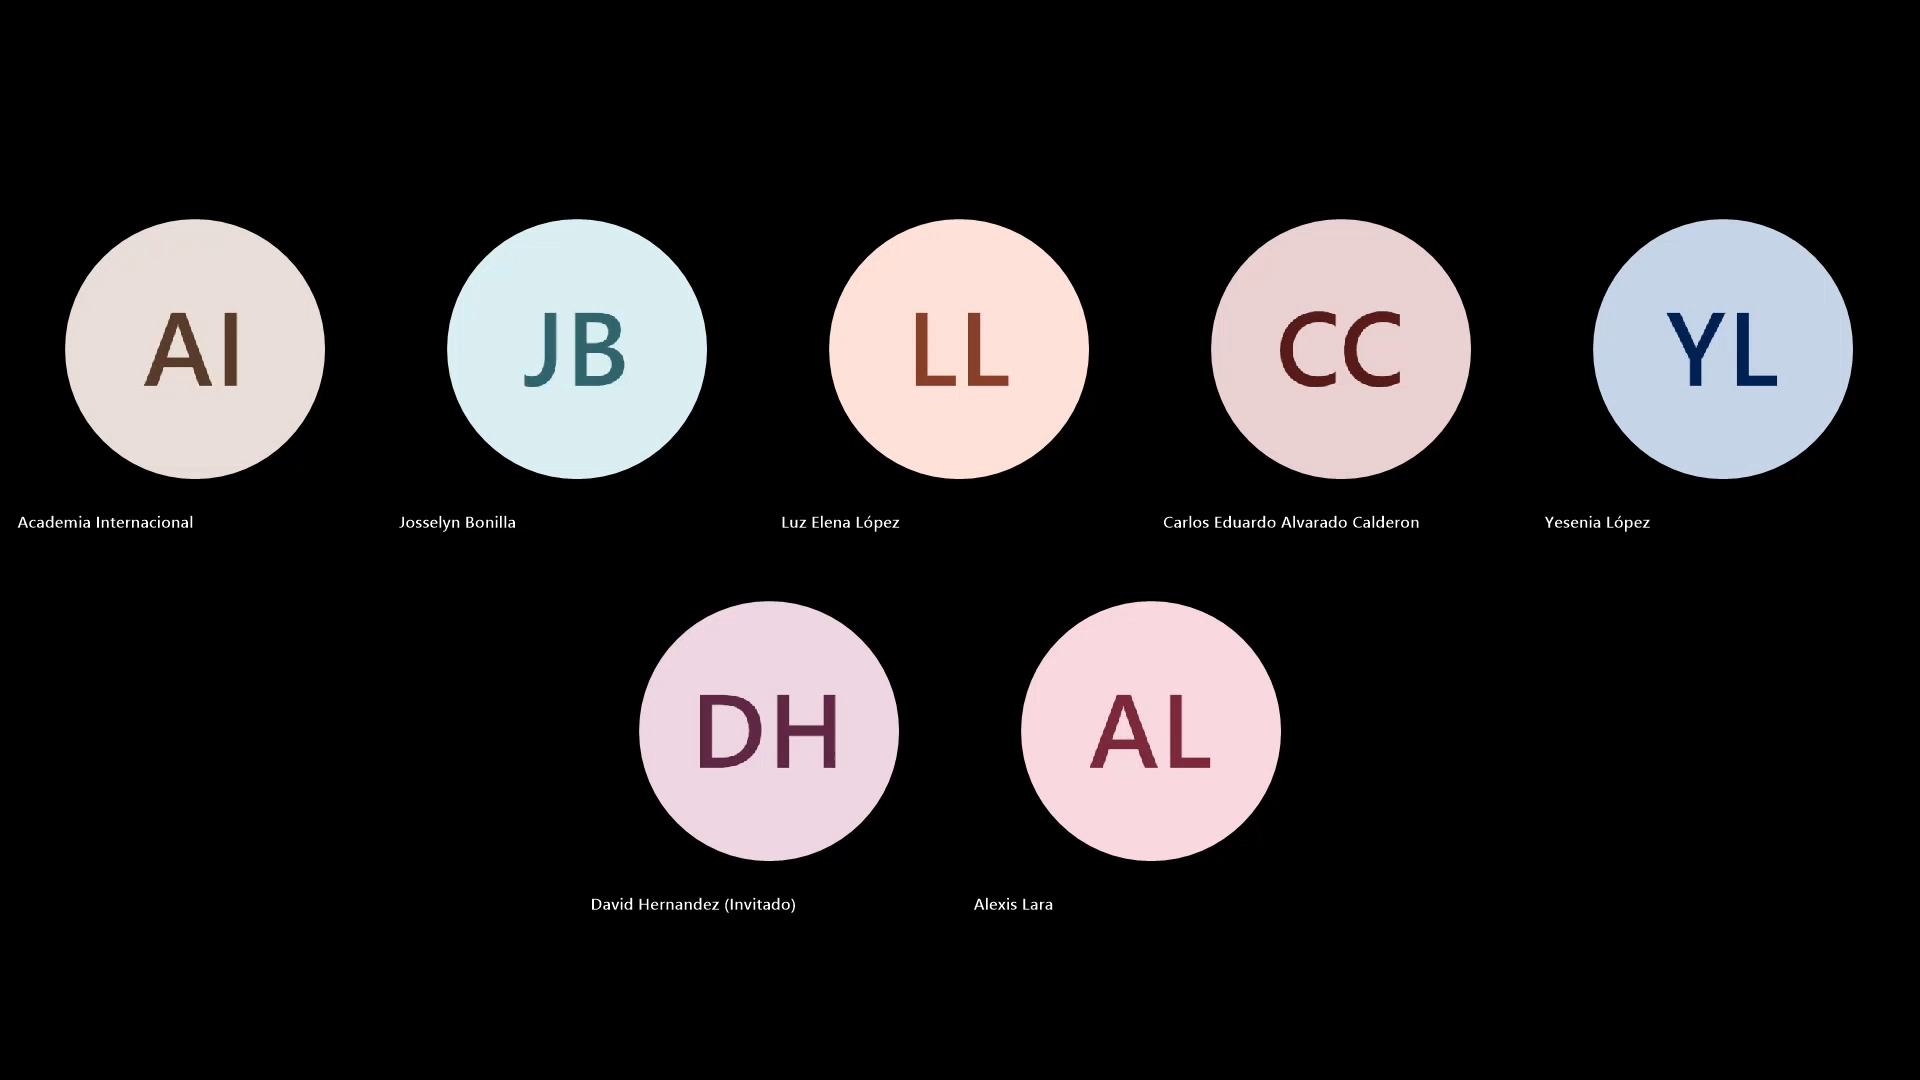 AI
JB
LL
CC
YL
Academia Internacional
Josselyn Bonilla
Luz Elena López
Carlos Eduardo Alvarado Calderon
Yesenia López
DH
AL
David Hernandez (Invitado)
Alexis Lara